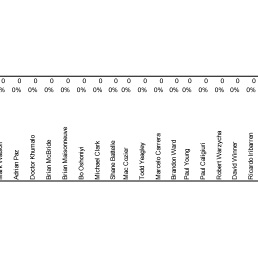 0 0 0 0 0 0 0 0 0 0 0 0 0 0 0 0 0
% 0% 0% 0% 0% 0% 0% 0% 0% 0% 0% 0% 0% 0% 0% 0% 0%
Adrian Paz
Doctor Khumalo
Brian McBride
Brian Maisonneuve
Bo Oshoniyi
Michael Clark
Shane Battelle
Mac Cozier
Todd Yeagley
Marcelo Carrera
Brandon Ward
Paul Young
Paul Caligiuri
Robert Warzycha
David Winner
Ricardo Iribarren